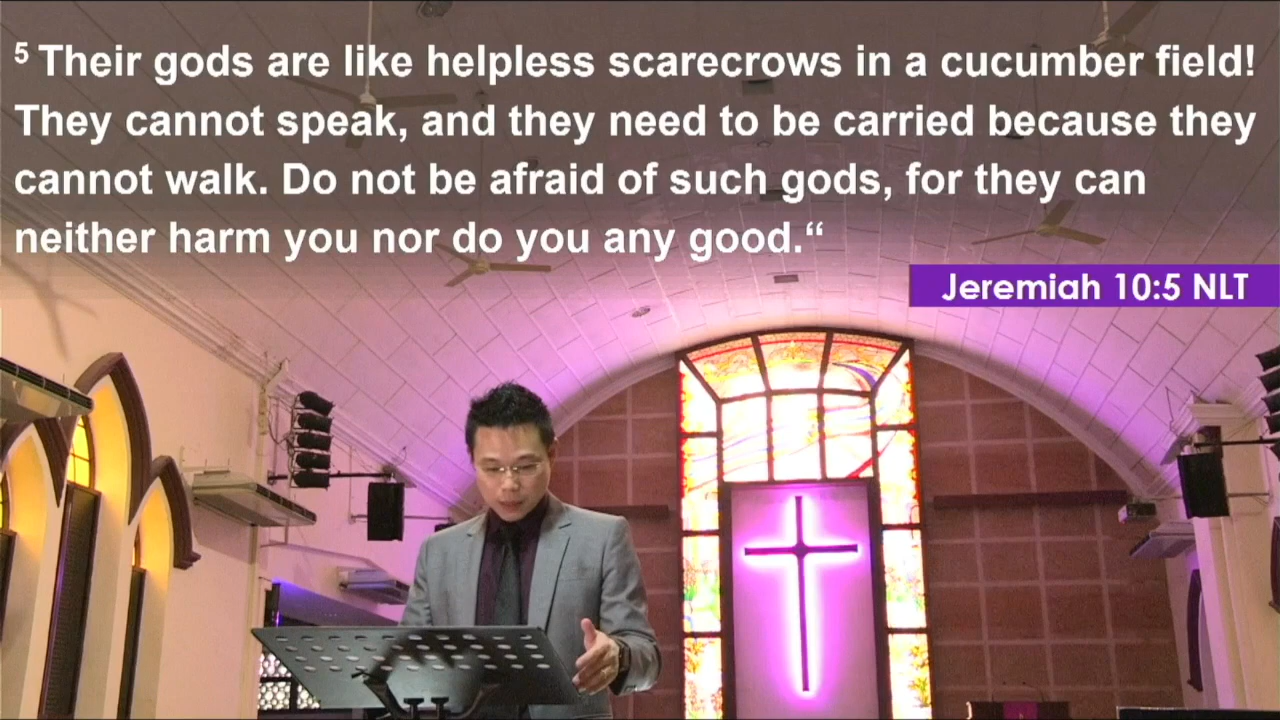 5 Their gods are like helpless scarecrows in a cucumber field!
They cannot speak, and they need to be carried because they
cannot walk. Do not be afraid of such gods, for they can
neither harm you nor do you any good.“
Jeremiah 10:5 NLT